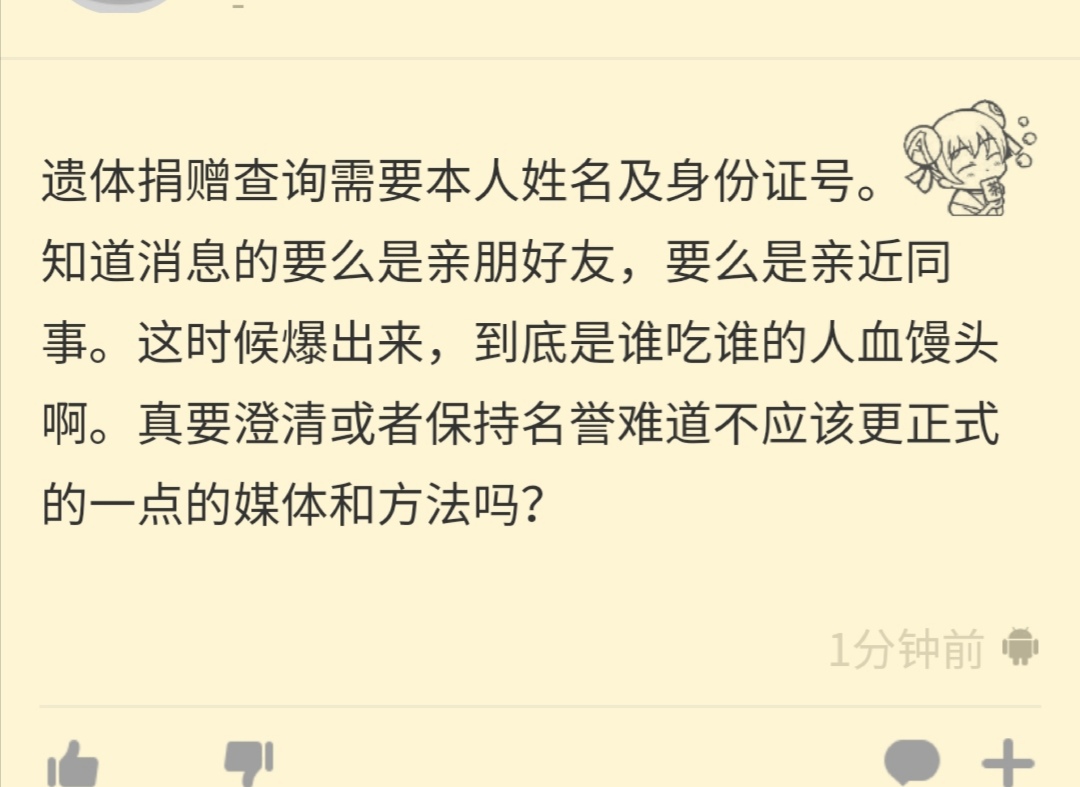 遗体捐赠查询需要本人姓名及身份证号。
知道消息的要么是亲朋好友，要么是亲近同
事。这时候爆出来，到底是谁吃谁的人血馒头
啊。真要澄清或者保持名誉难道不应该更正式
的一点的媒体和方法吗？
1分钟前